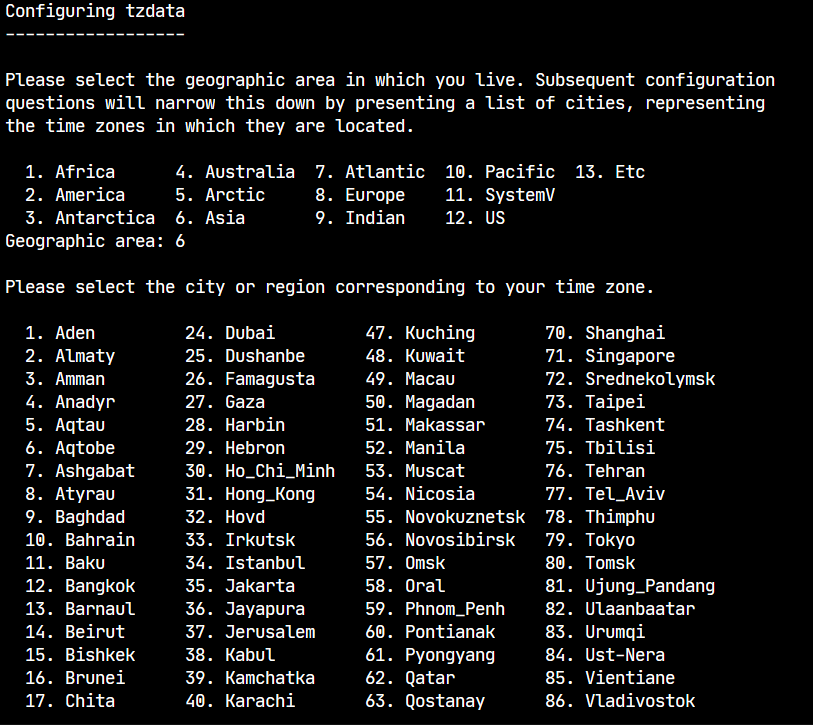 Configuring tzdata
------------------
Please select the geographic area in which you live. Subsequent configuration
questions will narrow this down by presenting a list of cities, representing
the time zones in which they are located.
1. Africa 4. Australia 7. Atlantic 10. Pacific 13. Etc
2. America 5. Arctic 8. Europe 11. SystemV
3. Antarctica 6. Asia 9. Indian 12. US
Geographic area: 6
Please select the city or region corresponding to your time zone.
1. Aden 24. Dubai 47. Kuching 70. Shanghai
2. Almaty 25. Dushanbe 48. Kuwait 71. Singapore
3. Amman 26. Famagusta 49. Macau 72. Srednekolymsk
4. Anadyr 27. Gaza 50. Magadan 73. Taipei
5. Aqtau 28. Harbin 51. Makassar 74. Tashkent
6. Aqtobe 29. Hebron 52. Manila 75. Tbilisi
7. Ashgabat 30. Ho_Chi_Minh 53. Muscat 76. Tehran
8. Atyrau 31. Hong_Kong 54. Nicosia 77. Tel_Aviv
9. Baghdad 32. Hovd 55. Novokuznetsk 78. Thimphu
10. Bahrain 33. Irkutsk 56. Novosibirsk 79. Tokyo
11. Baku 34. Istanbul 57. Omsk 80. Tomsk
12. Bangkok 35. Jakarta 58. Oral 81. Ujung_Pandang
13. Barnaul 36. Jayapura 59. Phnom_Penh 82. Ulaanbaatar
14. Beirut 37. Jerusalem 60. Pontianak 83. Urumqi
15. Bishkek 38. Kabul 61. Pyongyang 84. Ust-Nera
16. Brunei 39. Kamchatka 62. Qatar 85. Vientiane
17. Chita 40. Karachi 63. Qostanay 86. Vladivostok